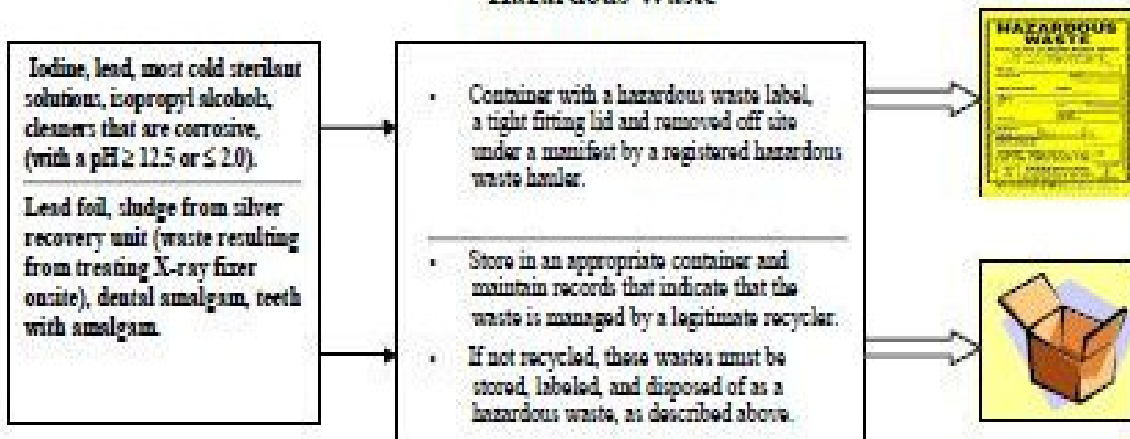 Hazardous Waste
Iodine, lead, most cold sterilant
solutions, isopropyl alcohols,
cleaners that are corrosive,
(with a pH ≥ 12.5 or ≤ 2.0).
Lead foil, sludge from silver
recovery unit (waste resulting
from treating X-ray fixer
onsite), dental amalgam, teeth
with amalgam.
• Container with a hazardous waste label,
a tight fitting lid and removed off site
under a manifest by a registered hazardous
waste hauler.
• Store in an appropriate container and
maintain records that indicate that the
waste is managed by a legitimate recycler.
• If not recycled, these wastes must be
stored, labeled, and disposed of as a
hazardous waste, as described above.
HAZARDOUS
WASTE